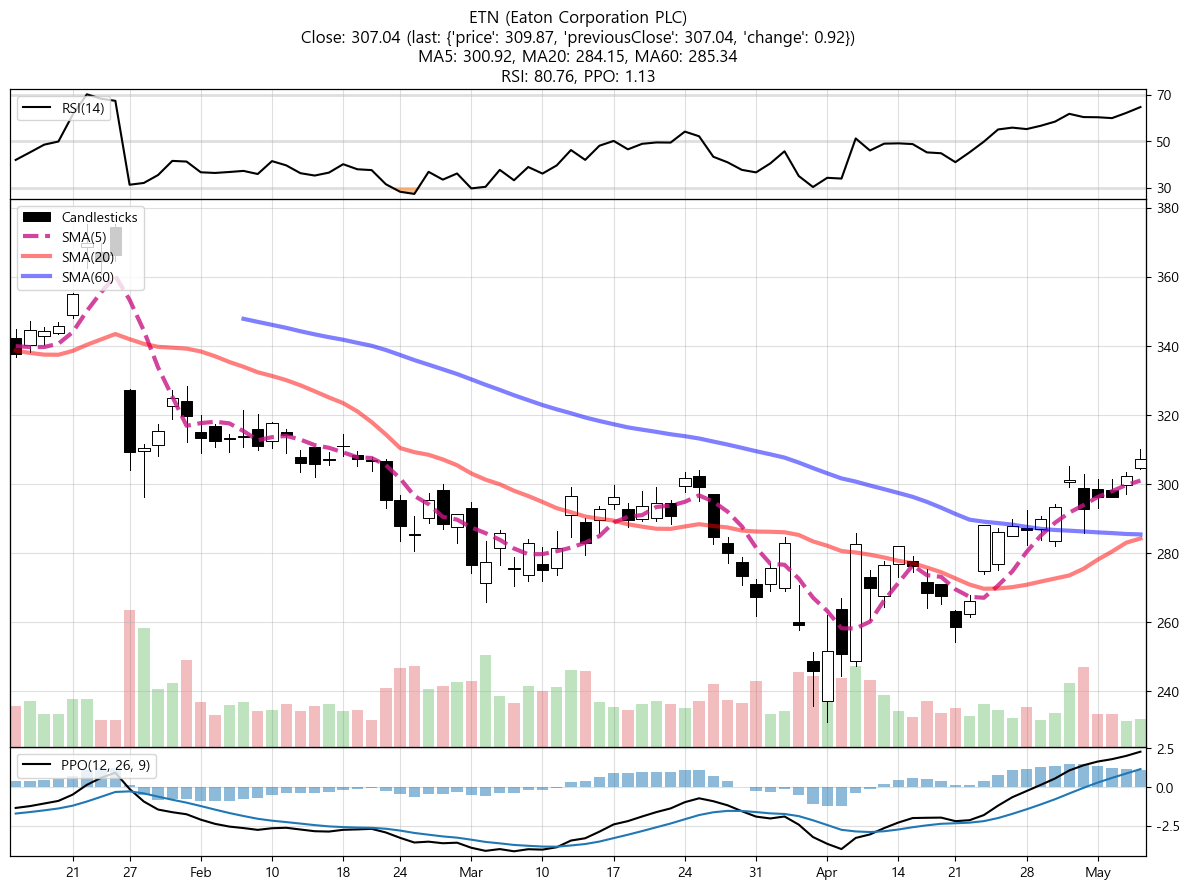 ETN (Eaton Corporation PLC)
Close: 307.04 (last: {'price': 309.87, 'previousClose': 307.04, 'change': 0.92})
MA5: 300.92, MA20: 284.15, MA60: 285.34
RSI: 80.76, PPO: 1.13
RSI(14)
70
50
30
Candlesticks
SMA(5)
SMA(20)
SMA(60)
380
360
340
320
300
280
260
240
PPO(12, 26, 9)
2.5
0.0
-2.5
21 27 Feb 10 18 24 Mar 10 17 24 31 Apr 14 21 28 May